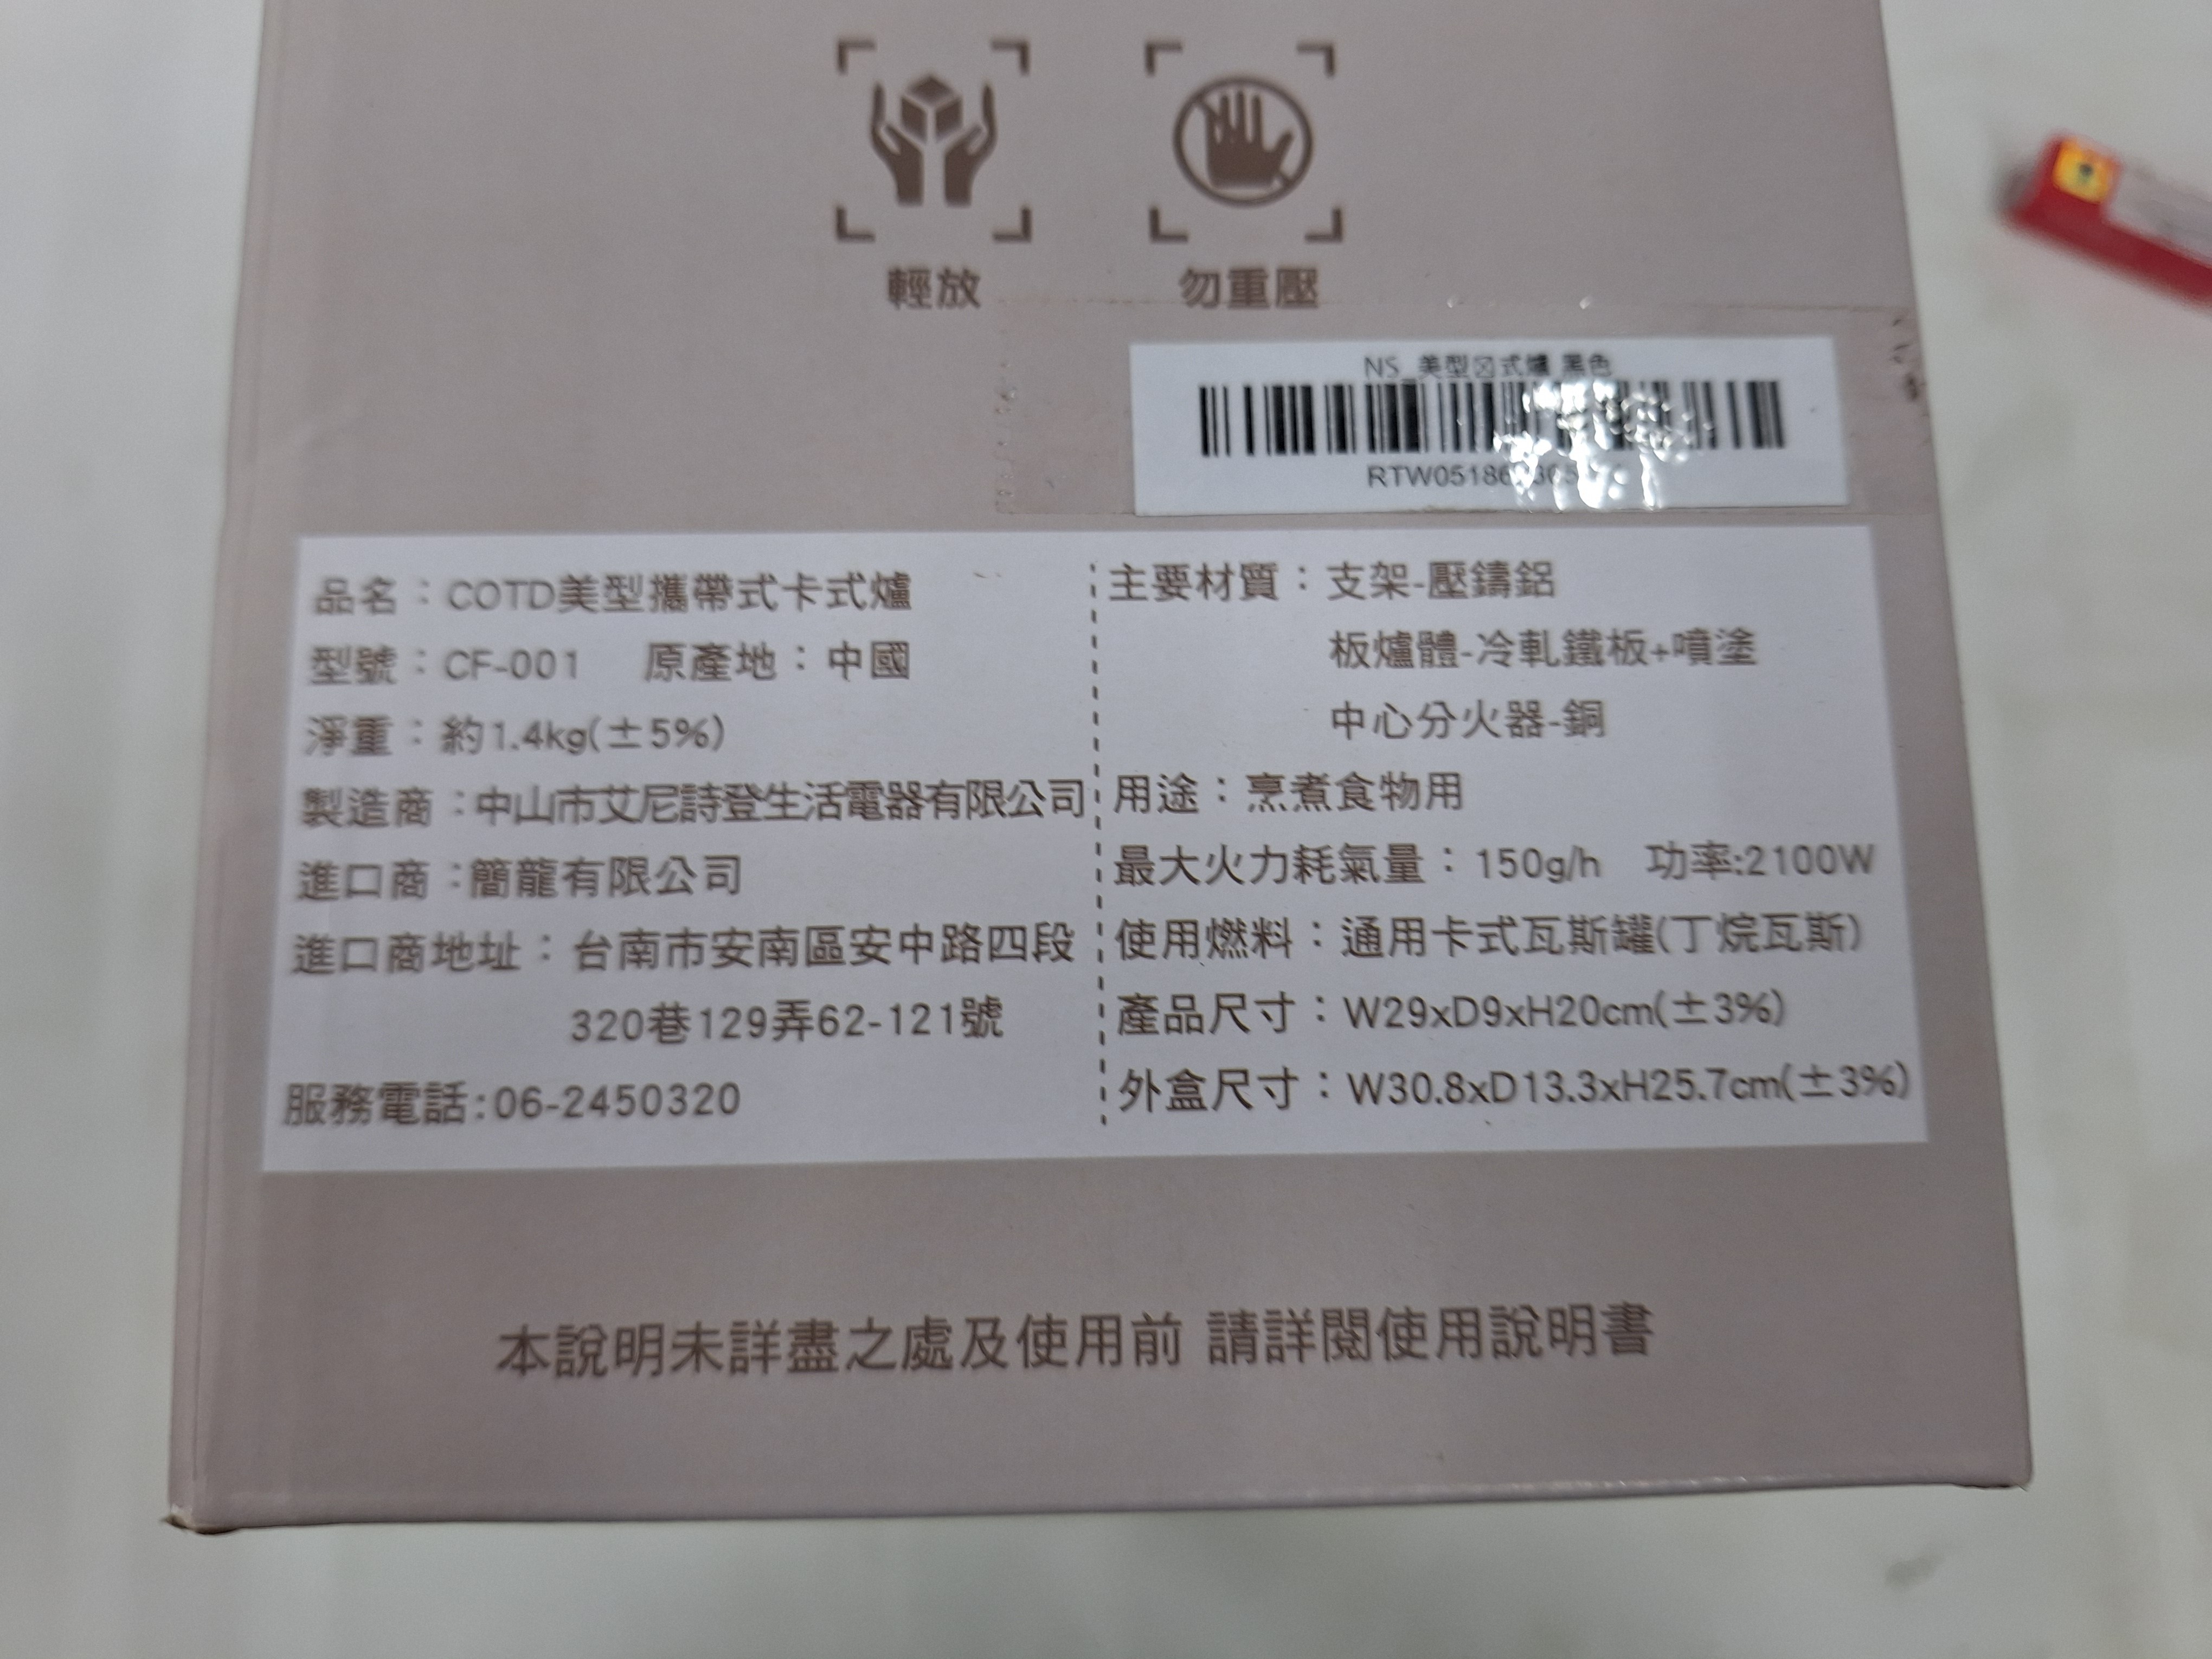 輕放
勿重壓
NS_美型〼式爐 黑色
品名：COTD美型攜帶式卡式爐
型號：CF-001 原產地：中國
淨重：約1.4kg(±5%)
製造商：中山市艾尼詩登生活電器有限公司
進口商：簡龍有限公司
進口商地址：台南市安南區安中路四段
320巷129弄62-121號
服務電話:06-2450320
主要材質：支架-壓鑄鋁
板爐體-冷軋鐵板+噴塗
中心分火器-銅
用途：烹煮食物用
最大火力耗氣量：150g/h 功率:2100W
使用燃料：通用卡式瓦斯罐(丁烷瓦斯)
產品尺寸：W29xD9xH20cm(±3%)
外盒尺寸：W30.8xD13.3xH25.7cm(±3%)
本說明未詳盡之處及使用前 請詳閱使用說明書